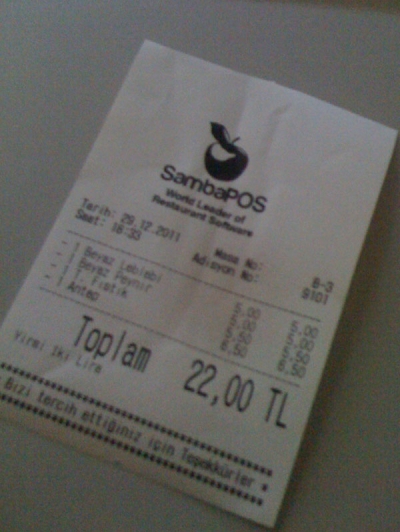 SambaPOS
World Leader of
Restaurant Software
Tarih: 29.12.2011 Masa No: B-3
Saat: 16:33 Adisyon No: 9101
- 1 Beyaz Leblebi 5,00 5,00
- 1 Beyaz Peynir 5,00 5,00
- 1 Fıstık 5,50 5,50
- 1 Antep 6,50 6,50
Toplam 22,00 TL
Yirmi İki Lira
Bizi tercih ettiğiniz için Teşekkürler